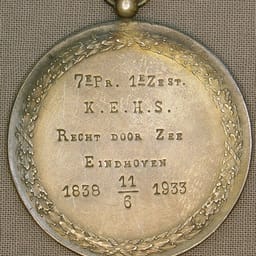 7E PR. 1E ZEST.
K.E.H.S.
RECHT DOOR ZEE
EINDHOVEN
1838 11/6 1933